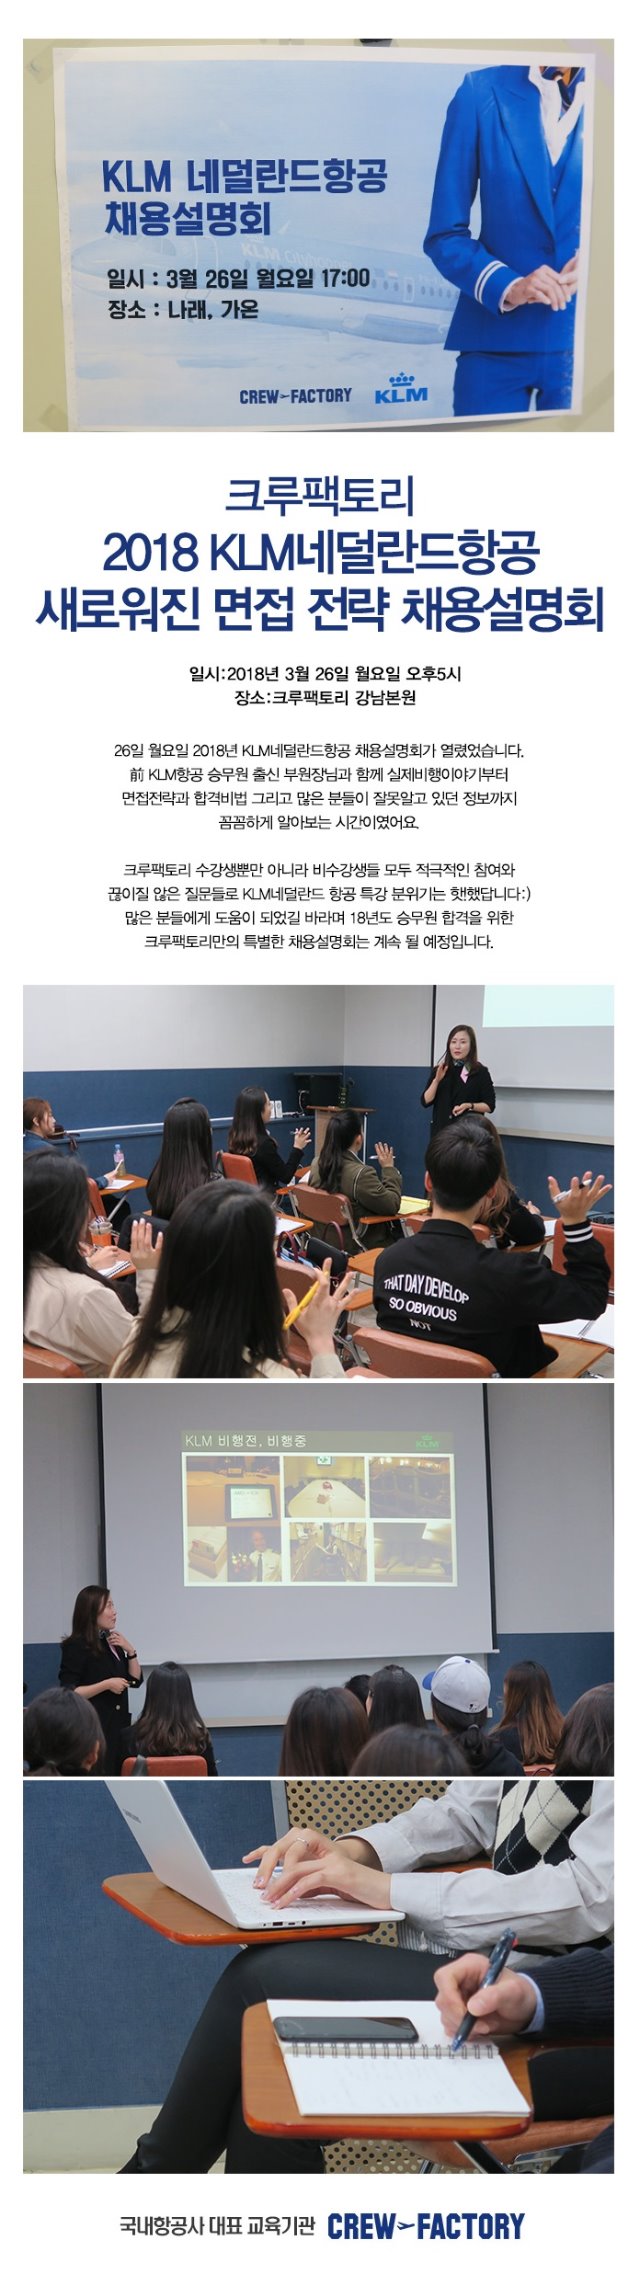 KLM 네덜란드항공
채용설명회
일시 : 3월 26일 월요일 17:00
장소 : 나래, 가온
CREW FACTORY KLM
크루팩토리
2018 KLM네덜란드항공
새로워진 면접 전략 채용설명회
일시:2018년 3월 26일 월요일 오후5시
장소:크루팩토리 강남본원
26일 월요일 2018년 KLM네덜란드항공 채용설명회가 열렸었습니다.
前 KLM항공 승무원 출신 부원장님과 함께 실제비행이야기부터
면접전략과 합격비법 그리고 많은 분들이 잘못알고 있던 정보까지
꼼꼼하게 알아보는 시간이였어요.
크루팩토리 수강생뿐만 아니라 비수강생들 모두 적극적인 참여와
끊이질 않은 질문들로 KLM네덜란드 항공 특강 분위기는 핫했답니다:)
많은 분들에게 도움이 되었길 바라며 18년도 승무원 합격을 위한
크루팩토리만의 특별한 채용설명회는 계속 될 예정입니다.
THAT DAY DEVELOP
SO OBVIOUS
NOT
KLM 비행전, 비행중
KLM
국내항공사 대표 교육기관 CREW FACTORY